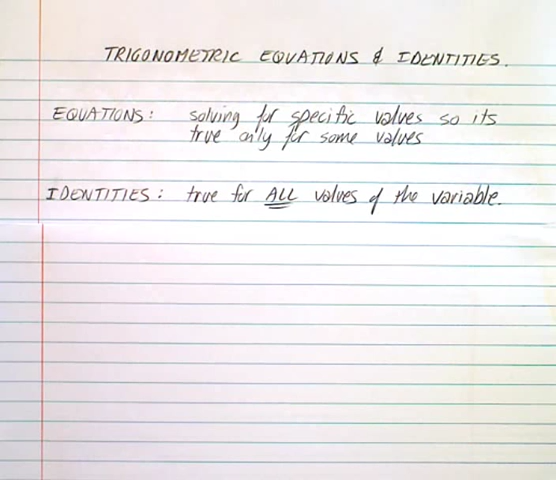 TRIGONOMETRIC EQUATIONS & IDENTITIES.
EQUATIONS: solving for specific values so its
true only for some values
IDENTITIES: true for ALL values of the variable.